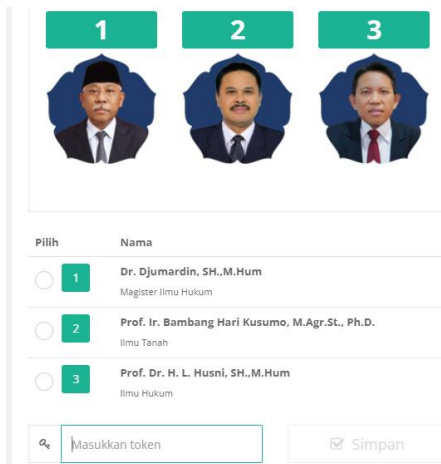 1 2 3
Pilih Nama
1 Dr. Djumardin, SH.,M.Hum
Magister Ilmu Hukum
2 Prof. Ir. Bambang Hari Kusumo, M.Agr.St., Ph.D.
Ilmu Tanah
3 Prof. Dr. H. L. Husni, SH.,M.Hum
Ilmu Hukum
Masukkan token Simpan